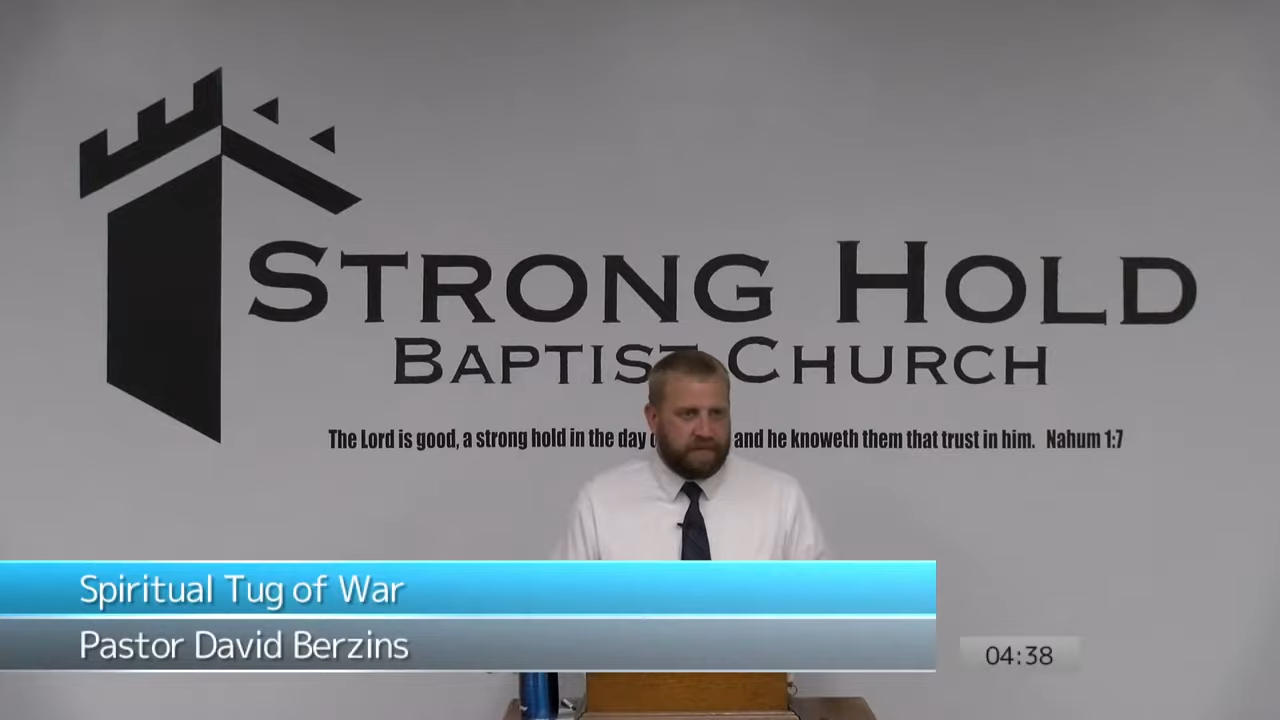 STRONG HOLD
BAPTIST CHURCH
The Lord is good, a strong hold in the day and he knoweth them that trust in him. Nahum 1:7
Spiritual Tug of War
Pastor David Berzins
04:38